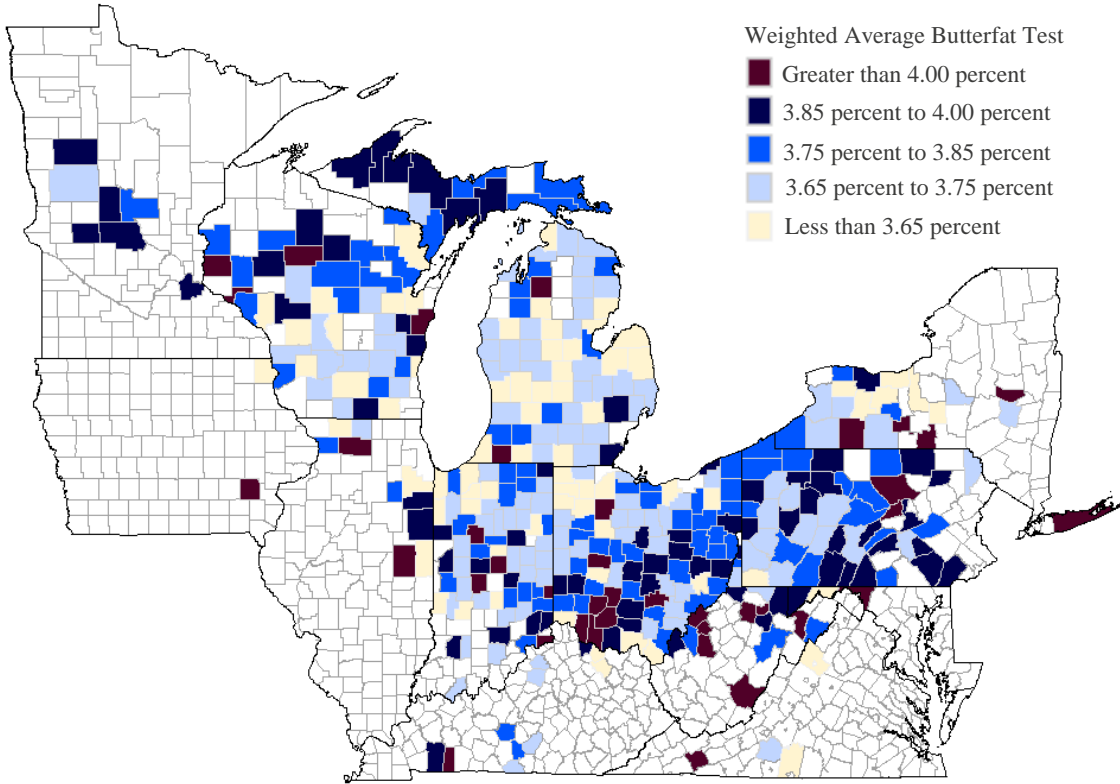 Weighted Average Butterfat Test
Greater than 4.00 percent
3.85 percent to 4.00 percent
3.75 percent to 3.85 percent
3.65 percent to 3.75 percent
Less than 3.65 percent